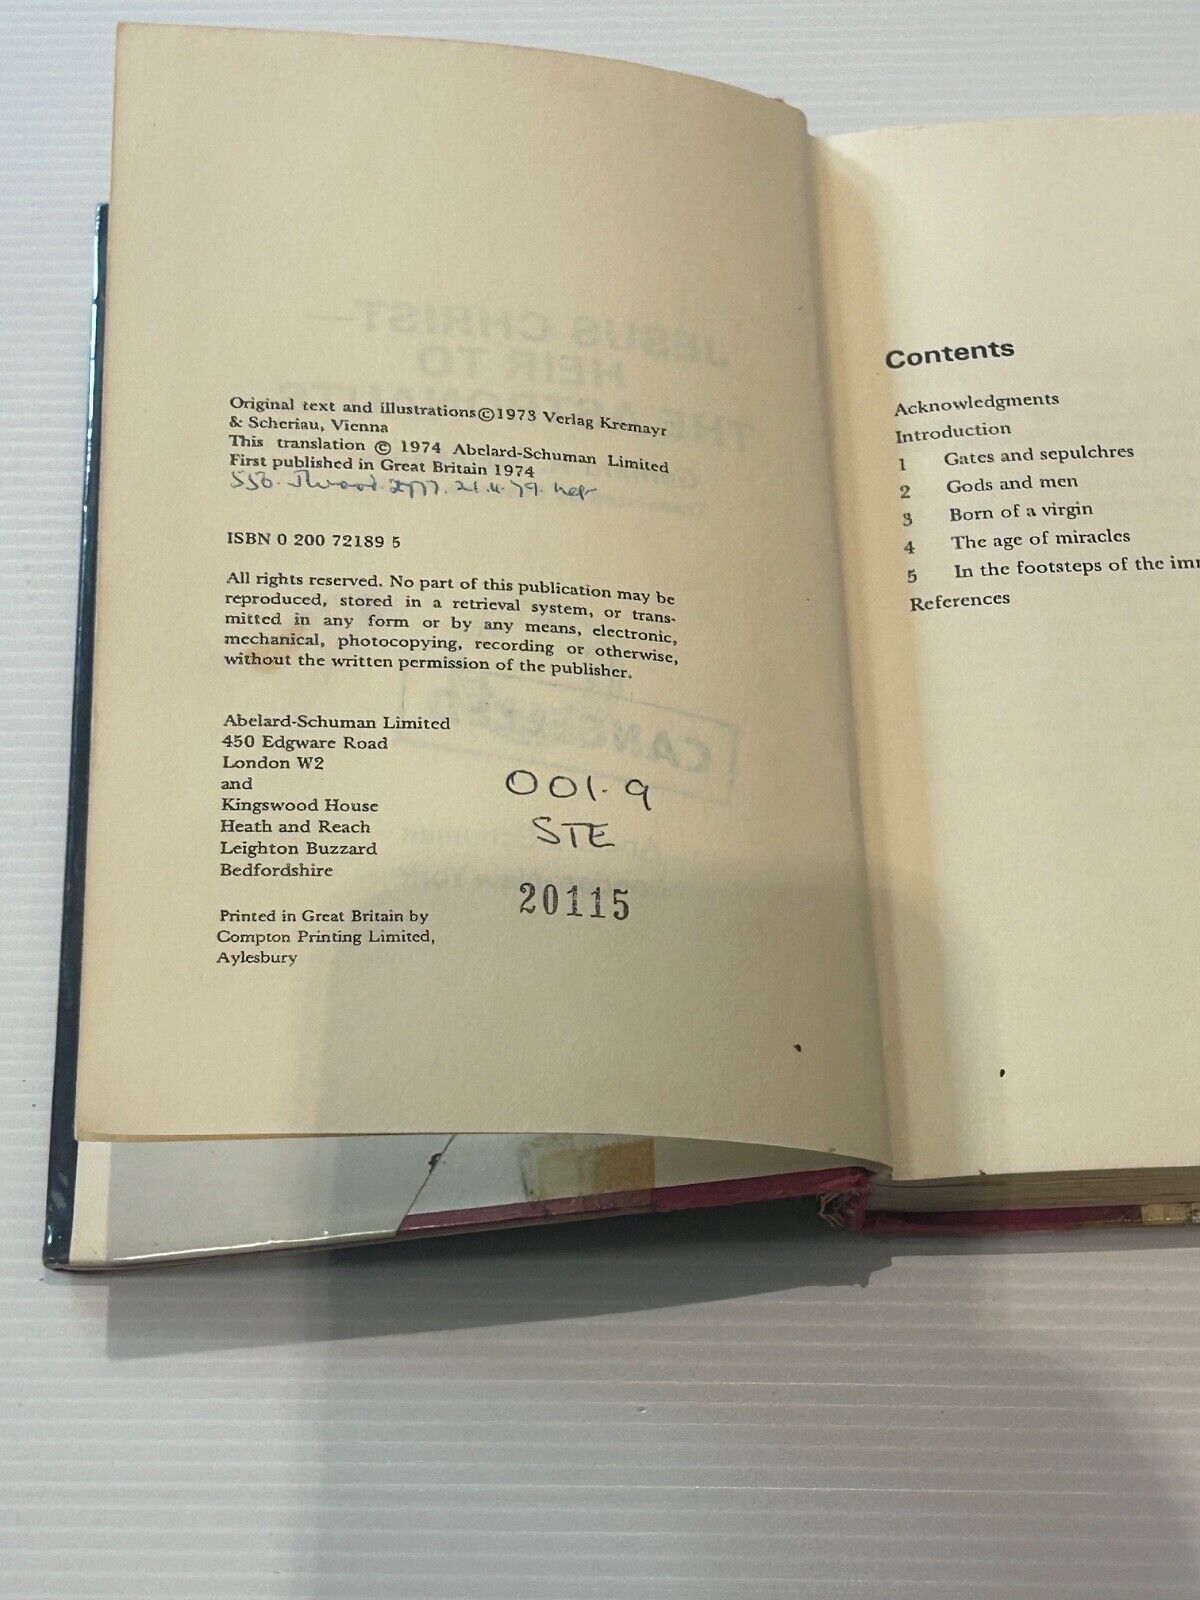 Original text and illustrations © 1973 Verlag Kremayr
& Scheriau, Vienna
This translation © 1974 Abelard-Schuman Limited
First published in Great Britain 1974
ISBN 0 200 72189 5
All rights reserved. No part of this publication may be
reproduced, stored in a retrieval system, or trans-
mitted in any form or by any means, electronic,
mechanical, photocopying, recording or otherwise,
without the written permission of the publisher.
Abelard-Schuman Limited
450 Edgware Road
London W2
and
Kingswood House
Heath and Reach
Leighton Buzzard
Bedfordshire
Printed in Great Britain by
Compton Printing Limited,
Aylesbury
001.9
STE
20115
JESUS CHRIST—
HEIR TO
CANCELLED
Contents
Acknowledgments
Introduction
1 Gates and sepulchres
2 Gods and men
3 Born of a virgin
4 The age of miracles
5 In the footsteps of the
References